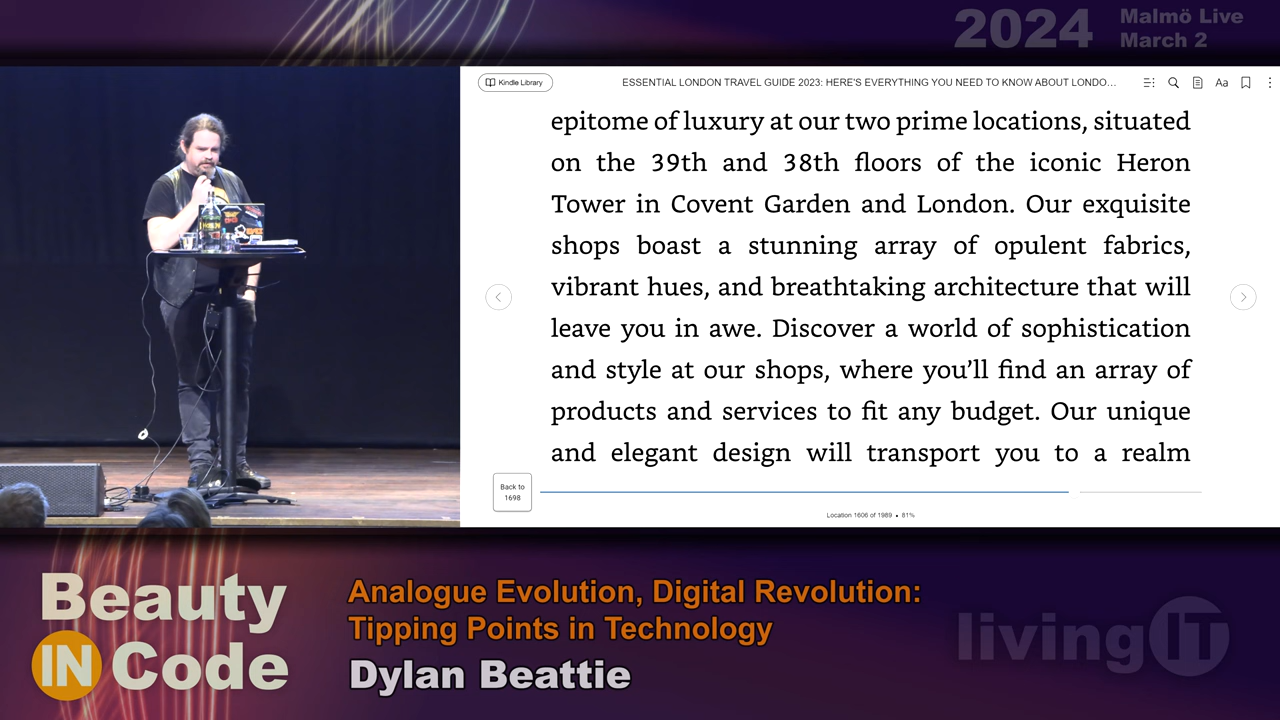 2024
Malmö Live
March 2
Kindle Library
ESSENTIAL LONDON TRAVEL GUIDE 2023: HERE'S EVERYTHING YOU NEED TO KNOW ABOUT LONDO...
Aa
epitome of luxury at our two prime locations, situated
on the 39th and 38th floors of the iconic Heron
Tower in Covent Garden and London. Our exquisite
shops boast a stunning array of opulent fabrics,
vibrant hues, and breathtaking architecture that will
leave you in awe. Discover a world of sophistication
and style at our shops, where you’ll find an array of
products and services to fit any budget. Our unique
and elegant design will transport you to a realm
Back to
1698
Location 1606 of 1989 • 81%
Beauty
IN Code
Analogue Evolution, Digital Revolution:
Tipping Points in Technology
Dylan Beattie
livingIT